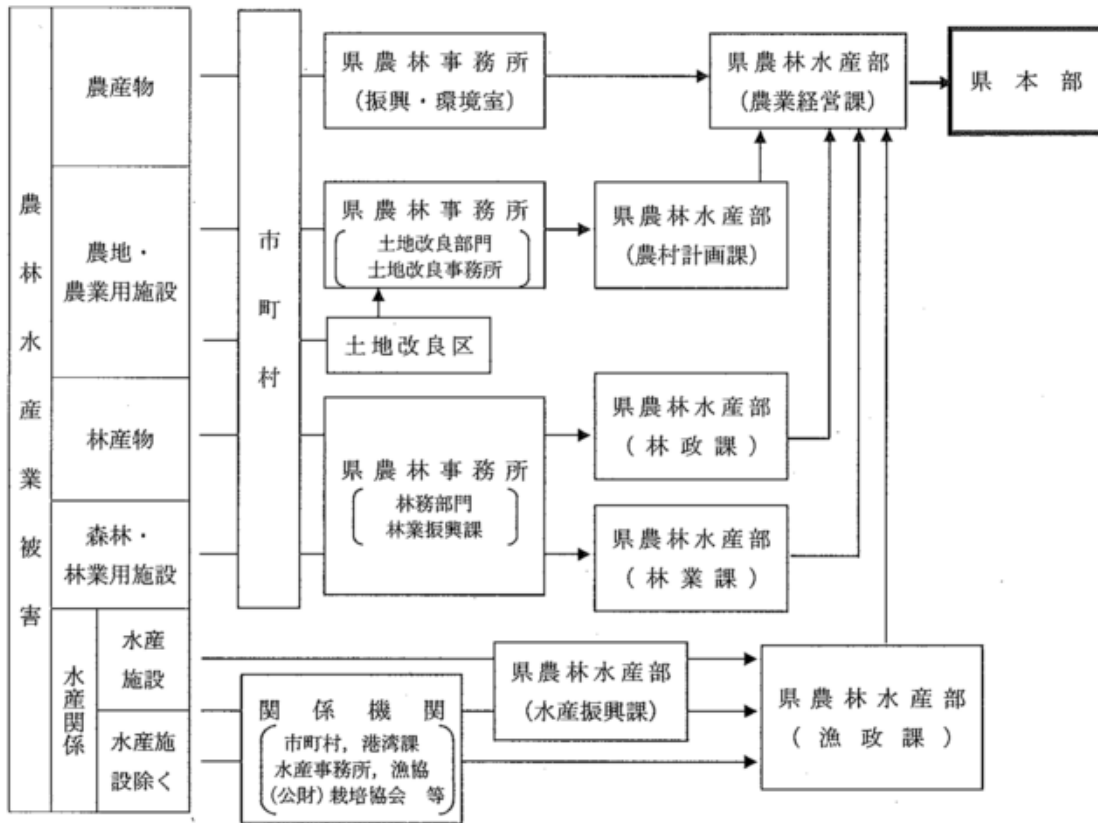 農林水産業被害
農産物
農地・
農業用施設
林産物
森林・
林業用施設
水産関係
水産
施設
水産施
設除く
市町村
県農林事務所
(振興・環境室)
県農林水産部
(農業経営課)
県本部
県農林事務所
土地改良部門
土地改良事務所
県農林水産部
(農村計画課)
土地改良区
県農林事務所
林務部門
林業振興課
県農林水産部
(林政課)
県農林水産部
(林業課)
関係機関
市町村,港湾課
水産事務所,漁協
(公財)栽培協会 等
県農林水産部
(水産振興課)
県農林水産部
(漁政課)